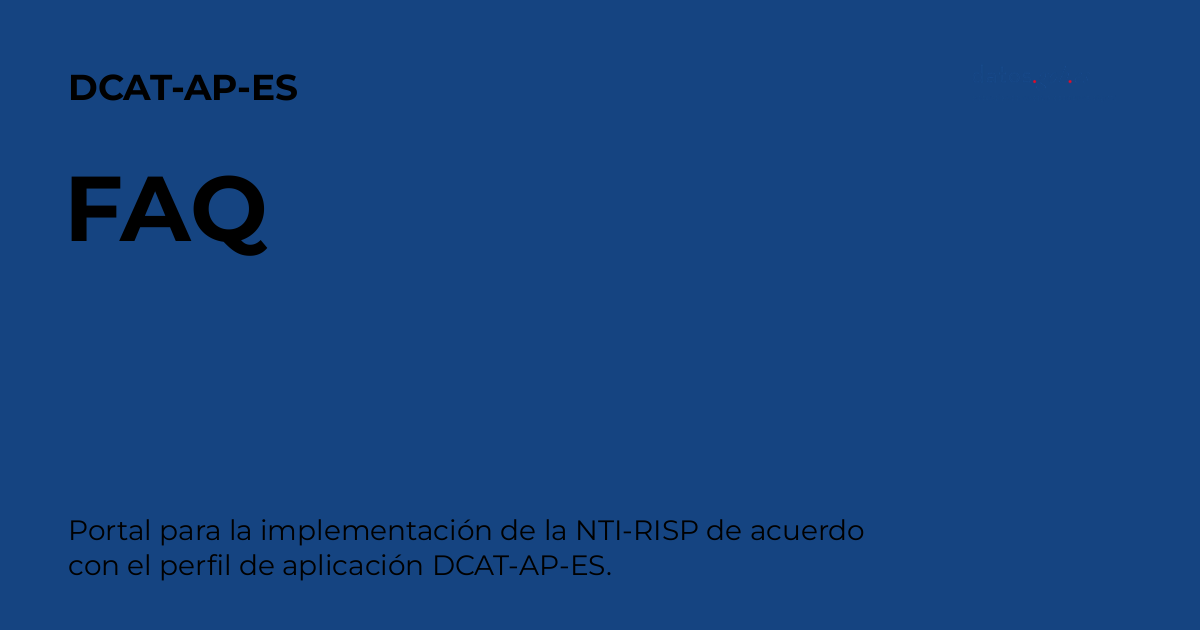 DCAT-AP-ES
FAQ
Portal para la implementación de la NTI-RISP de acuerdo
con el perfil de aplicación DCAT-AP-ES.